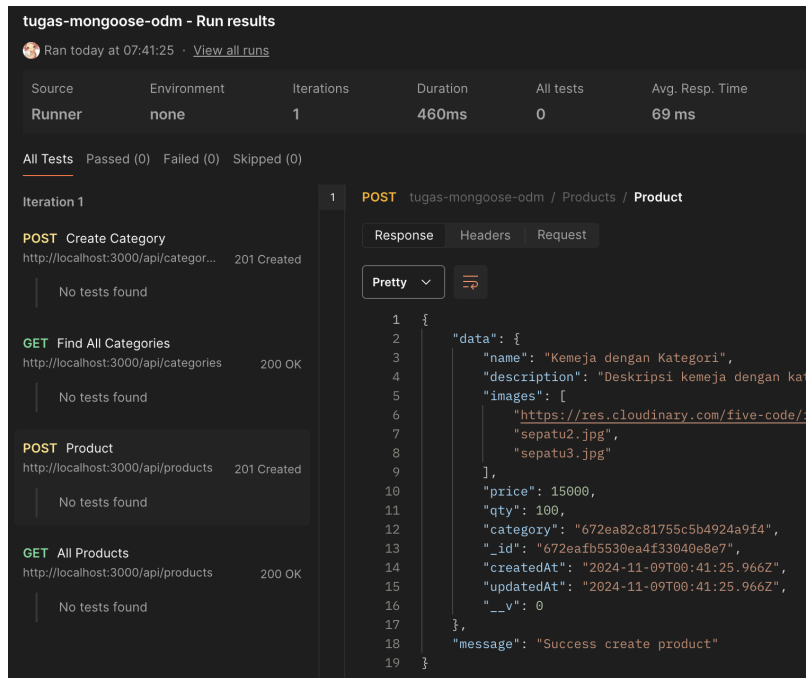 tugas-mongoose-odm - Run results
Ran today at 07:41:25 · View all runs
Source Environment Iterations Duration All tests Avg. Resp. Time
Runner none 1 460ms 0 69 ms
All Tests Passed (0) Failed (0) Skipped (0)
Iteration 1
POST Create Category
http://localhost:3000/api/categor... 201 Created
No tests found
GET Find All Categories
http://localhost:3000/api/categories 200 OK
No tests found
POST Product
http://localhost:3000/api/products 201 Created
No tests found
GET All Products
http://localhost:3000/api/products 200 OK
No tests found
1
POST tugas-mongoose-odm / Products / Product
Response Headers Request
Pretty
1 {
2 "data": {
3 "name": "Kemeja dengan Kategori",
4 "description": "Deskripsi kemeja dengan kat
5 "images": [
6 "https://res.cloudinary.com/five-code/
7 "sepatu2.jpg",
8 "sepatu3.jpg"
9 ],
10 "price": 15000,
11 "qty": 100,
12 "category": "672ea82c81755c5b4924a9f4",
13 "_id": "672eafb5530ea4f33040e8e7",
14 "createdAt": "2024-11-09T00:41:25.966Z",
15 "updatedAt": "2024-11-09T00:41:25.966Z",
16 "__v": 0
17 },
18 "message": "Success create product"
19 }